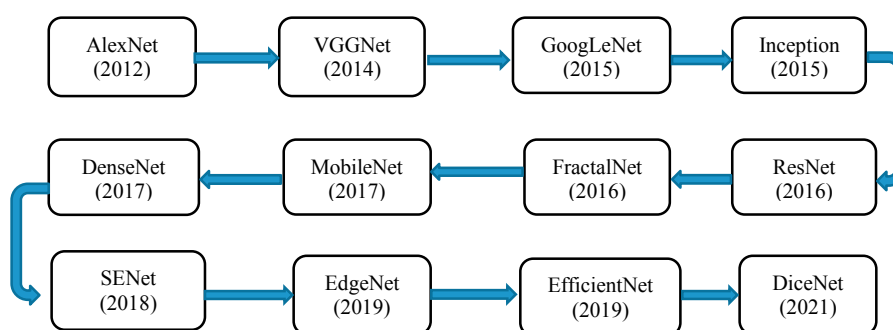 AlexNet
(2012)
VGGNet
(2014)
GoogLeNet
(2015)
Inception
(2015)
DenseNet
(2017)
MobileNet
(2017)
FractalNet
(2016)
ResNet
(2016)
SENet
(2018)
EdgeNet
(2019)
EfficientNet
(2019)
DiceNet
(2021)